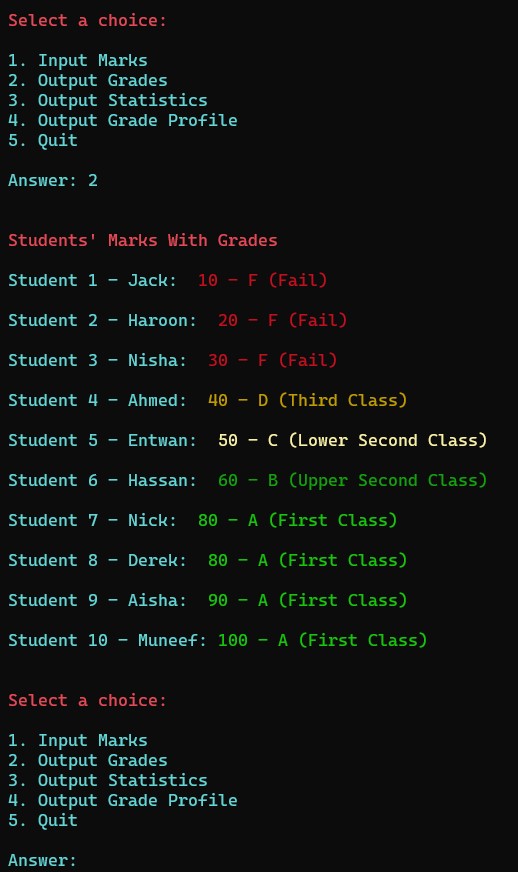 Select a choice:
1. Input Marks
2. Output Grades
3. Output Statistics
4. Output Grade Profile
5. Quit
Answer: 2
Students' Marks With Grades
Student 1 - Jack:  10 - F (Fail)
Student 2 - Haroon:  20 - F (Fail)
Student 3 - Nisha:  30 - F (Fail)
Student 4 - Ahmed:  40 - D (Third Class)
Student 5 - Entwan:  50 - C (Lower Second Class)
Student 6 - Hassan:  60 - B (Upper Second Class)
Student 7 - Nick:  80 - A (First Class)
Student 8 - Derek:  80 - A (First Class)
Student 9 - Aisha:  90 - A (First Class)
Student 10 - Muneef: 100 - A (First Class)
Select a choice:
1. Input Marks
2. Output Grades
3. Output Statistics
4. Output Grade Profile
5. Quit
Answer: